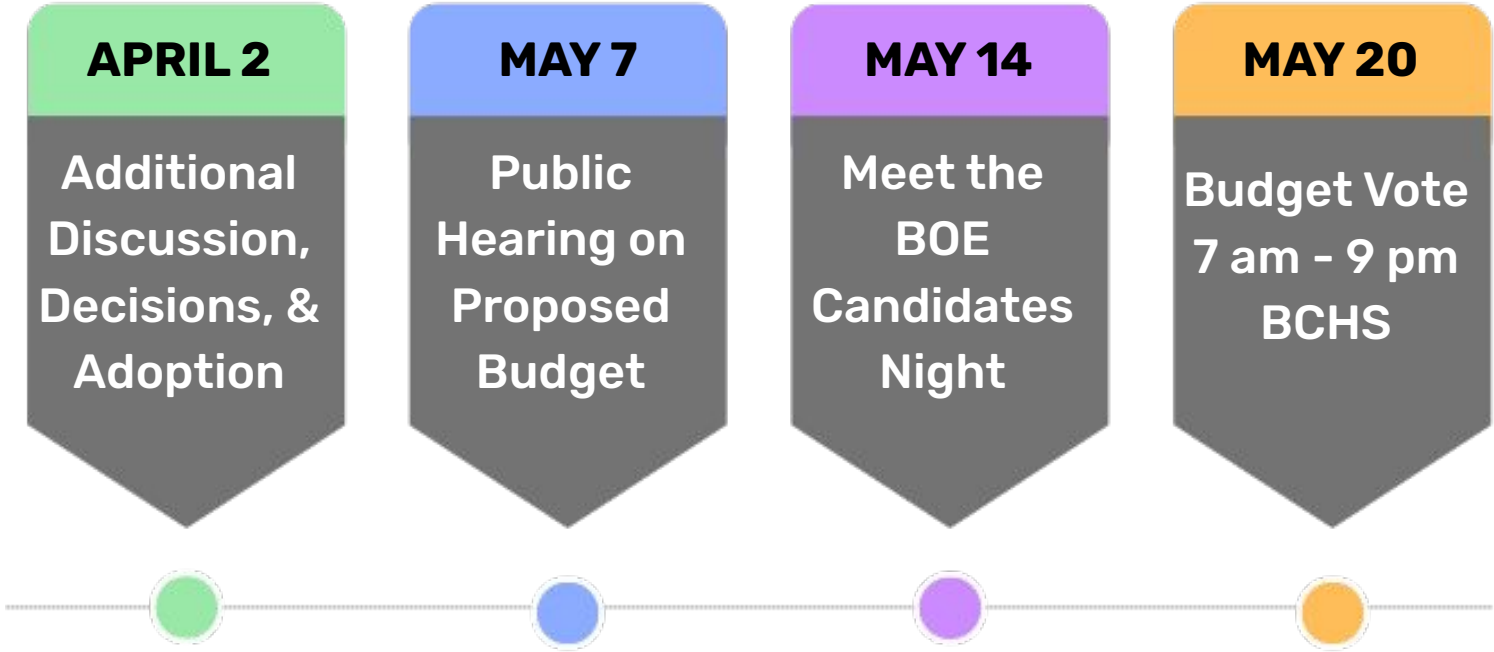 APRIL 2
Additional
Discussion,
Decisions, &
Adoption
MAY 7
Public
Hearing on
Proposed
Budget
MAY 14
Meet the
BOE
Candidates
Night
MAY 20
Budget Vote
7 am - 9 pm
BCHS